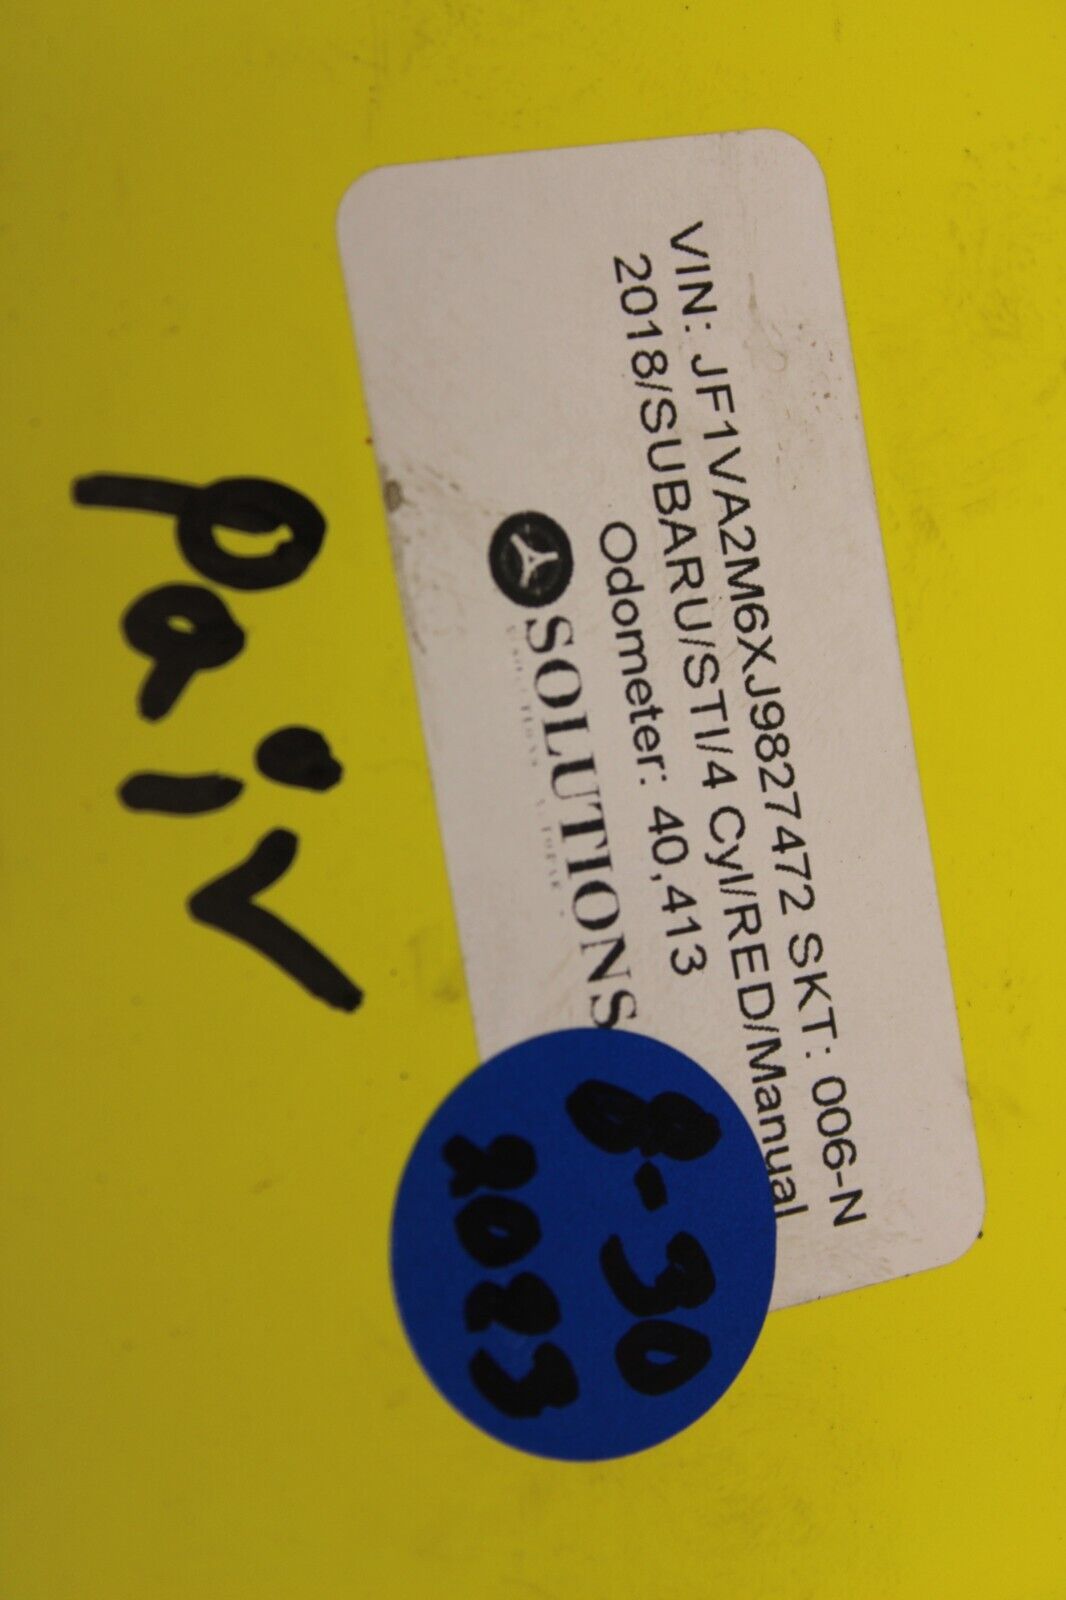 VIN: JF1VA2M6XJ9827472 SKT: 006-N
2018/SUBARU/STI/4 Cyl/RED/Manual
Odometer: 40,413
SOLUTIONS
8-30
2023
Pair